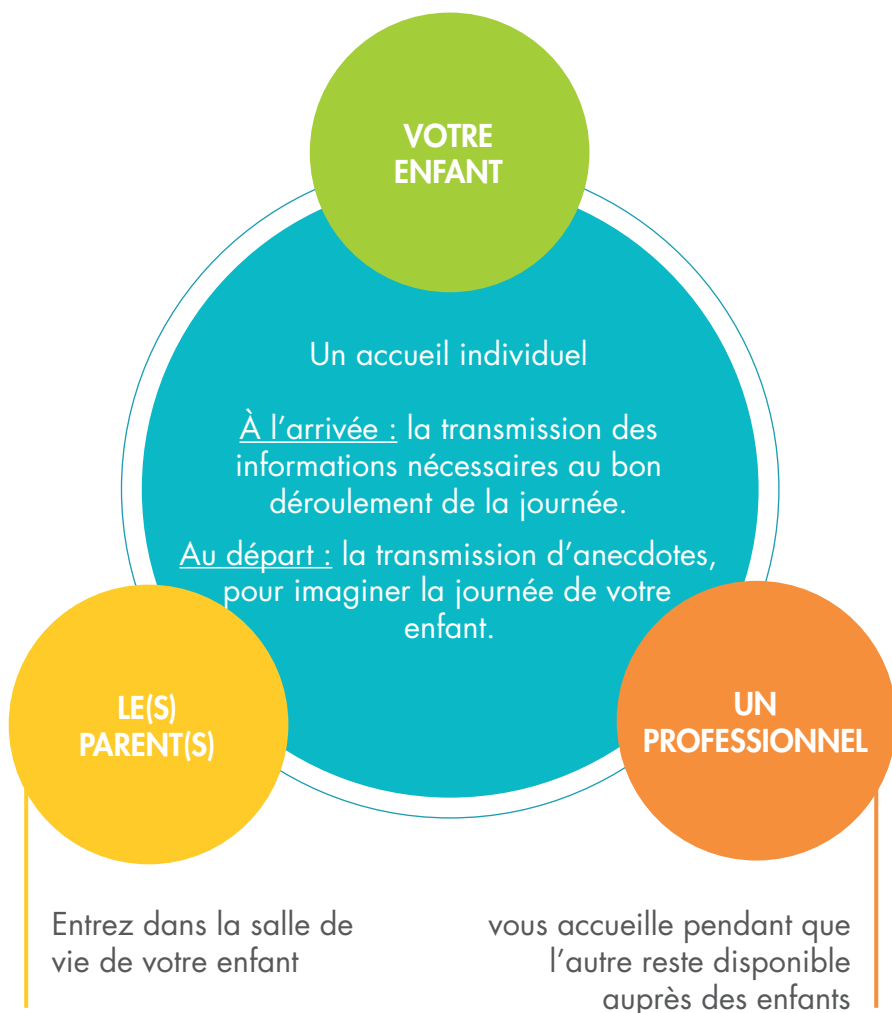 VOTRE
ENFANT
Un accueil individuel
À l’arrivée : la transmission des
informations nécessaires au bon
déroulement de la journée.
Au départ : la transmission d’anecdotes,
pour imaginer la journée de votre
enfant.
LE(S)
PARENT(S)
UN
PROFESSIONNEL
Entrez dans la salle de
vie de votre enfant
vous accueille pendant que
l’autre reste disponible
auprès des enfants